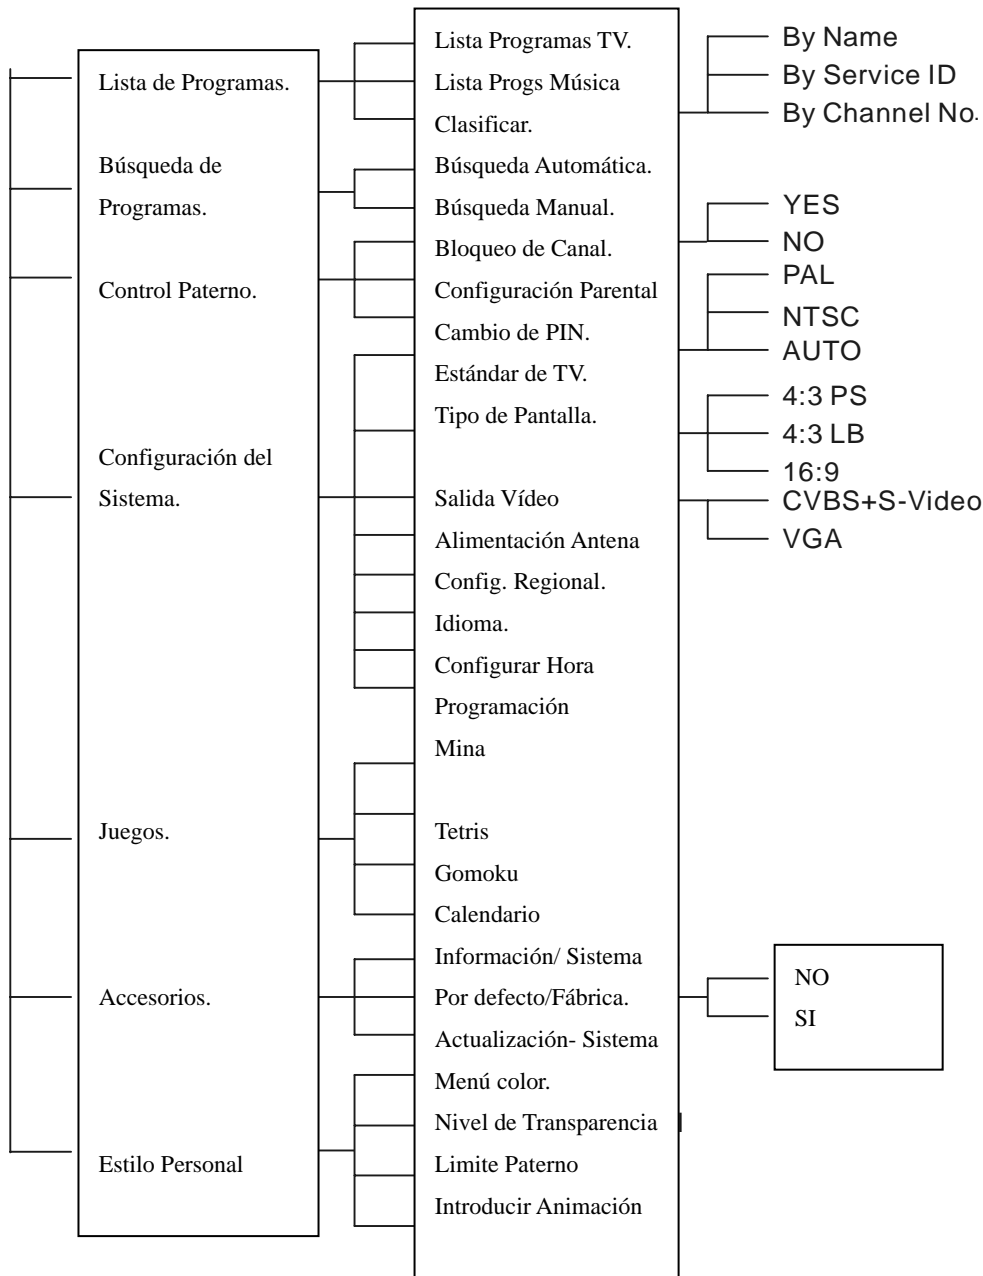 Lista de Programas.
Búsqueda de
Programas.
Control Paterno.
Configuración del
Sistema.
Juegos.
Accesorios.
Estilo Personal
Lista Programas TV.
Lista Progs Música
Clasificar.
Búsqueda Automática.
Búsqueda Manual.
Bloqueo de Canal.
Configuración Parental
Cambio de PIN.
Estándar de TV.
Tipo de Pantalla.
Salida Vídeo
Alimentación Antena
Config. Regional.
Idioma.
Configurar Hora
Programación
Mina
Tetris
Gomoku
Calendario
Información/ Sistema
Por defecto/Fábrica.
Actualización- Sistema
Menú color.
Nivel de Transparencia
Limite Paterno
Introducir Animación
By Name
By Service ID
By Channel No.
YES
NO
PAL
NTSC
AUTO
4:3 PS
4:3 LB
16:9
CVBS+S-Video
VGA
NO
SI